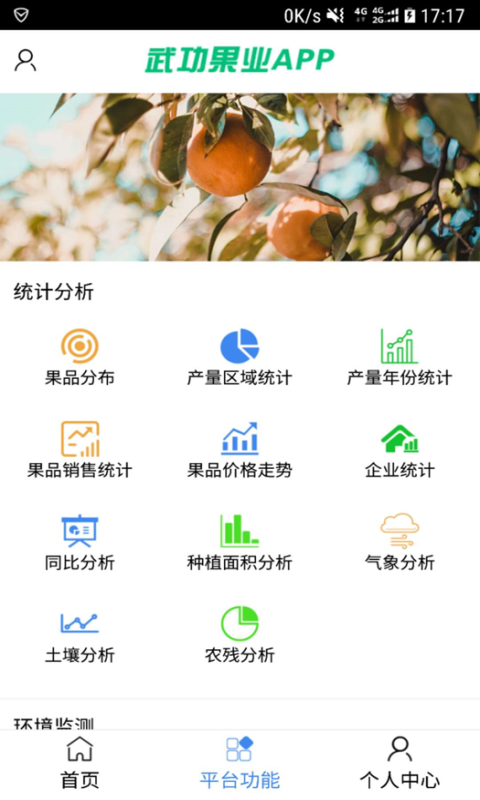 0K/s 4G 4G 2G 17:17
武功果业APP
统计分析
果品分布 产量区域统计 产量年份统计
果品销售统计 果品价格走势 企业统计
同比分析 种植面积分析 气象分析
土壤分析 农残分析
环境监测
首页 平台功能 个人中心